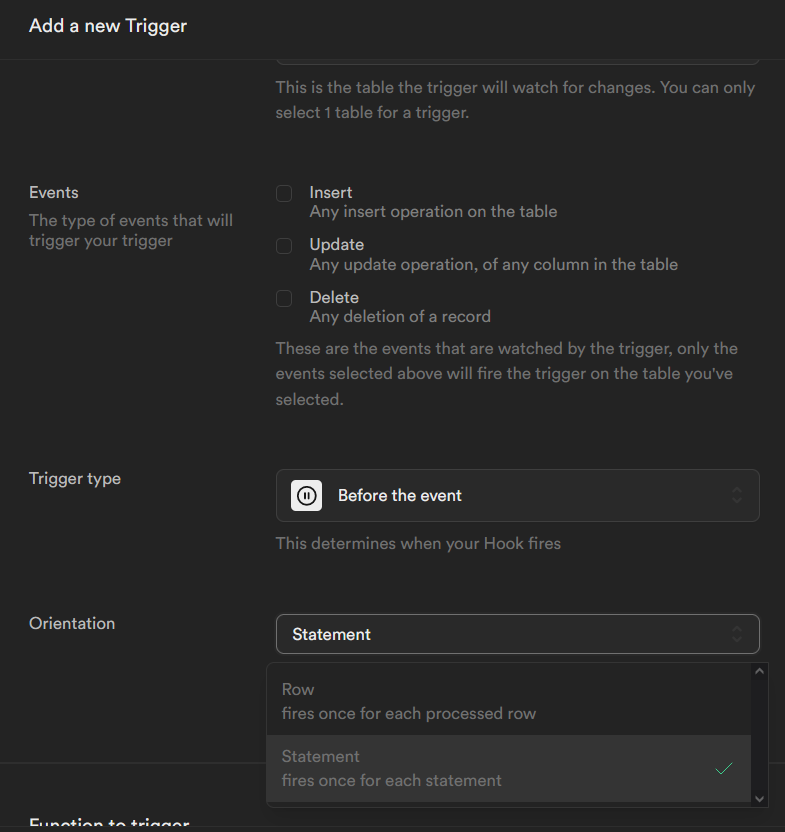 Add a new Trigger
This is the table the trigger will watch for changes. You can only
select 1 table for a trigger.
Events
The type of events that will
trigger your trigger
Insert
Any insert operation on the table
Update
Any update operation, of any column in the table
Delete
Any deletion of a record
These are the events that are watched by the trigger, only the
events selected above will fire the trigger on the table you've
selected.
Trigger type
Before the event
This determines when your Hook fires
Orientation
Statement
Row
fires once for each processed row
Statement
fires once for each statement
Function to trigger